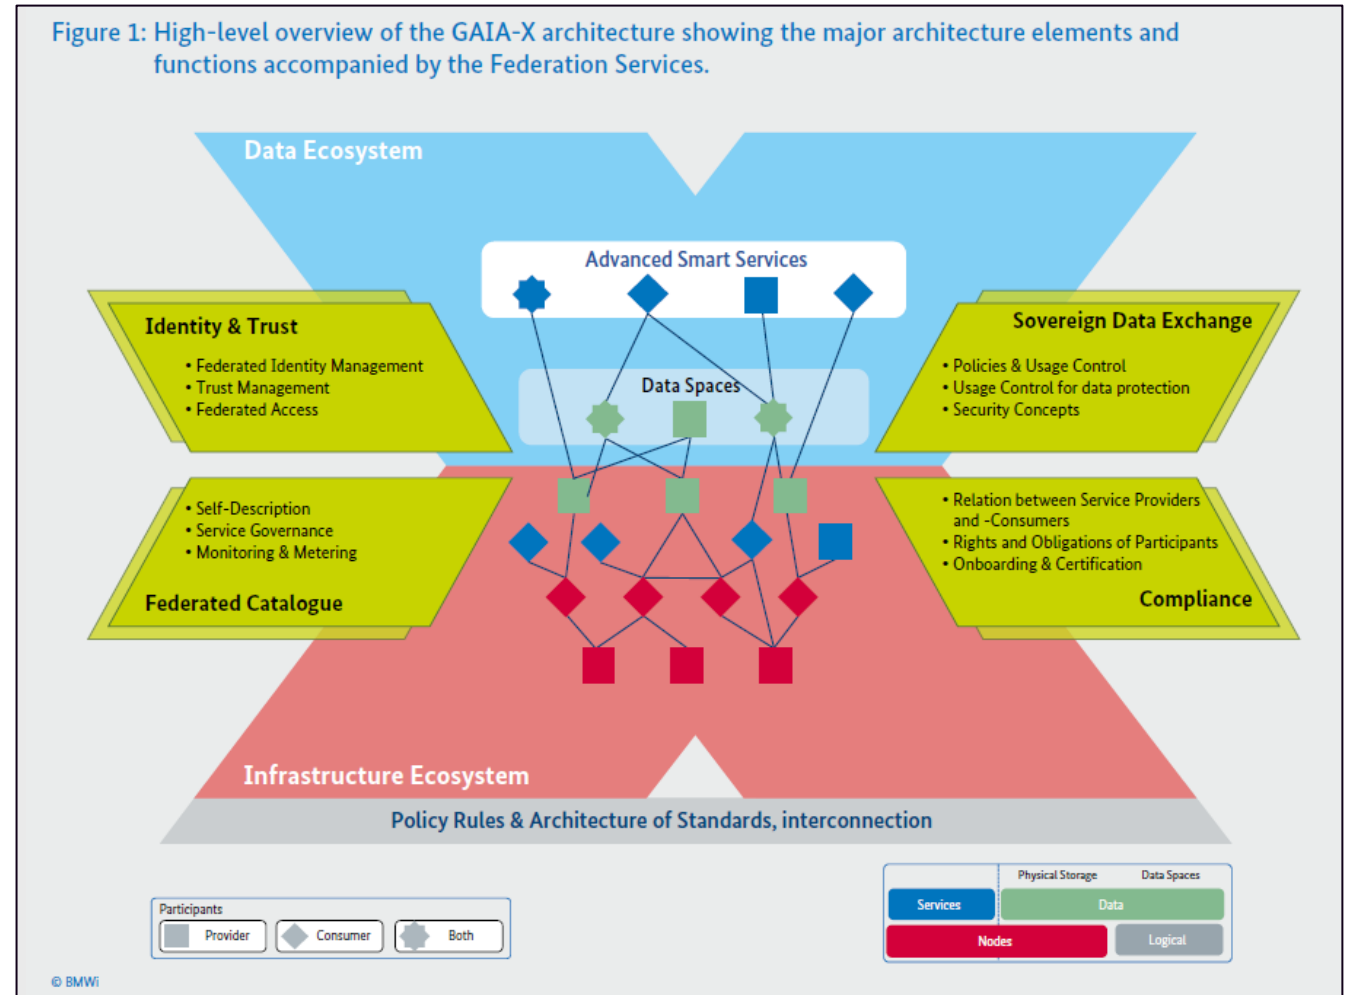 Figure 1: High-level overview of the GAIA-X architecture showing the major architecture elements and
functions accompanied by the Federation Services.
Data Ecosystem
Advanced Smart Services
Identity & Trust
• Federated Identity Management
• Trust Management
• Federated Access
Sovereign Data Exchange
• Policies & Usage Control
• Usage Control for data protection
• Security Concepts
Data Spaces
• Self-Description
• Service Governance
• Monitoring & Metering
Federated Catalogue
• Relation between Service Providers
and -Consumers
• Rights and Obligations of Participants
• Onboarding & Certification
Compliance
Infrastructure Ecosystem
Policy Rules & Architecture of Standards, interconnection
Participants
Provider
Consumer
Both
Physical Storage
Data Spaces
Services
Data
Nodes
Logical
© BMWi